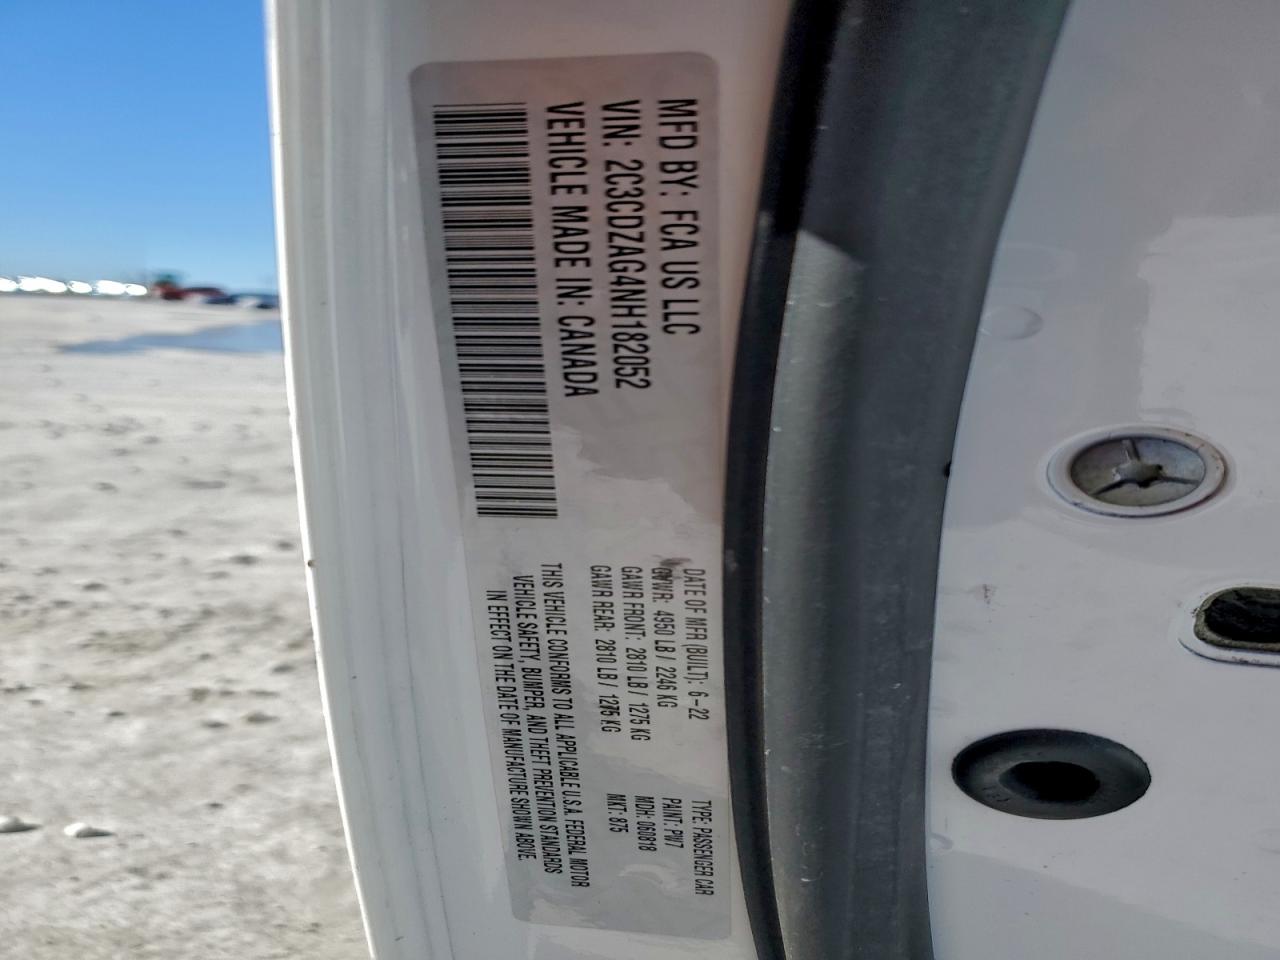 MFD BY: FCA US LLC
VIN: 2C3CDZAG4NH182052
VEHICLE MADE IN: CANADA
DATE OF MFR (BUILT): 6-22
GVWR: 4950 LB / 2246 KG
GAWR FRONT: 2810 LB / 1275 KG
GAWR REAR: 2810 LB / 1275 KG
THIS VEHICLE CONFORMS TO ALL APPLICABLE U.S.A. FEDERAL MOTOR
VEHICLE SAFETY, BUMPER, AND THEFT PREVENTION STANDARDS
IN EFFECT ON THE DATE OF MANUFACTURE SHOWN ABOVE.
TYPE: PASSENGER CAR
PAINT: PW7
MDH: 060818
MKT: 875